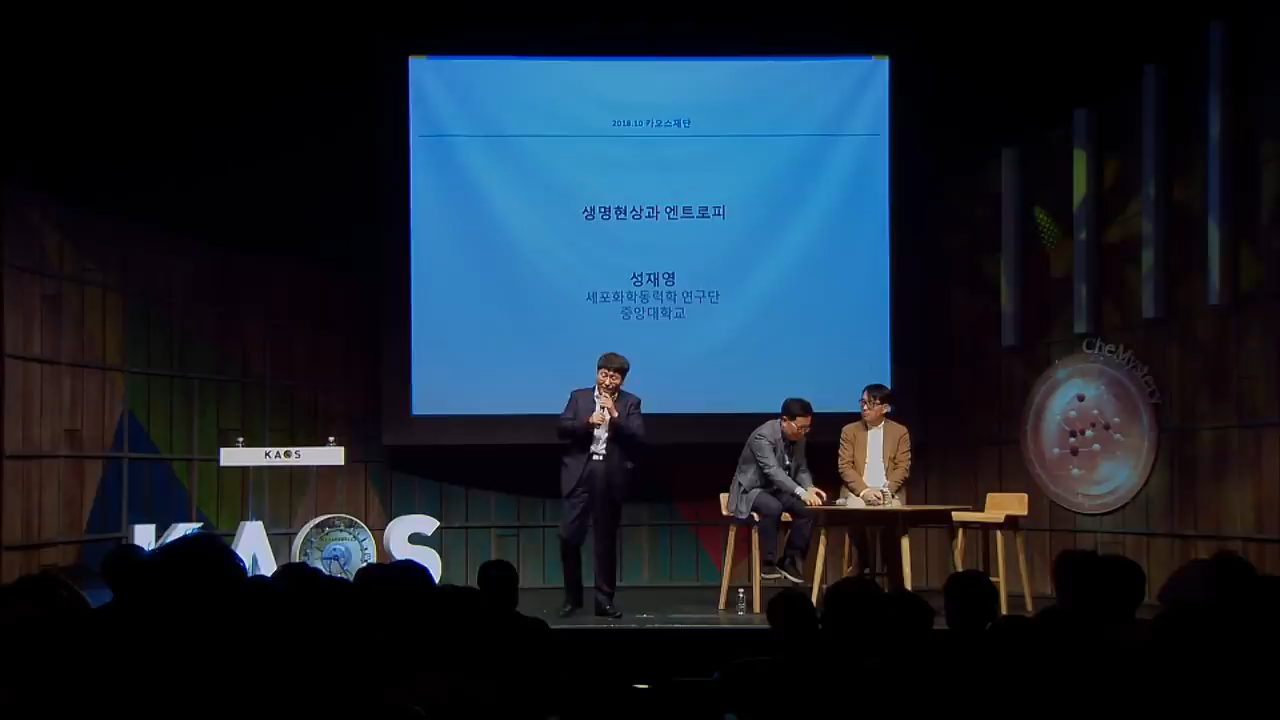 2018.10 카오스재단
생명현상과 엔트로피
성재영
세포화학동력학 연구단
중앙대학교
KAOS
KAOS
CheMystery